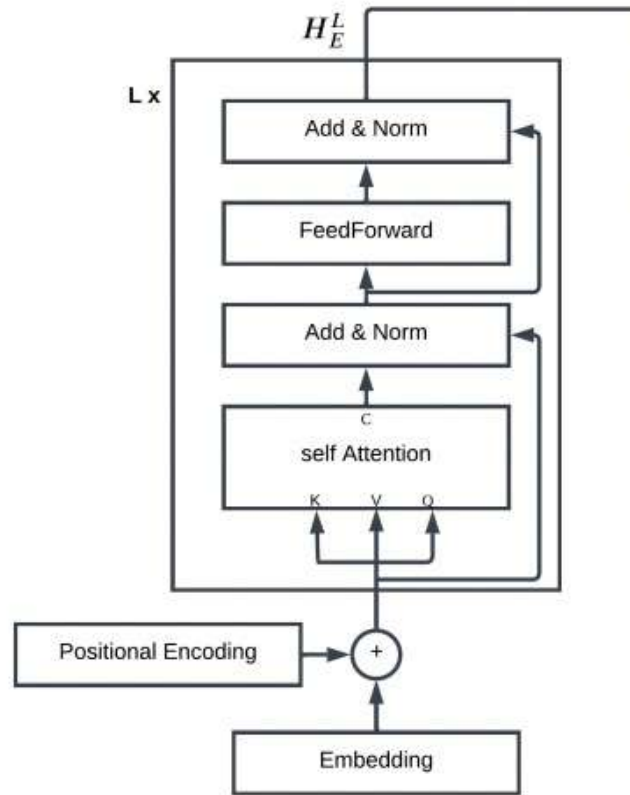 H_E^L
L x
Add & Norm
FeedForward
Add & Norm
C
self Attention
K V Q
Positional Encoding
+
Embedding